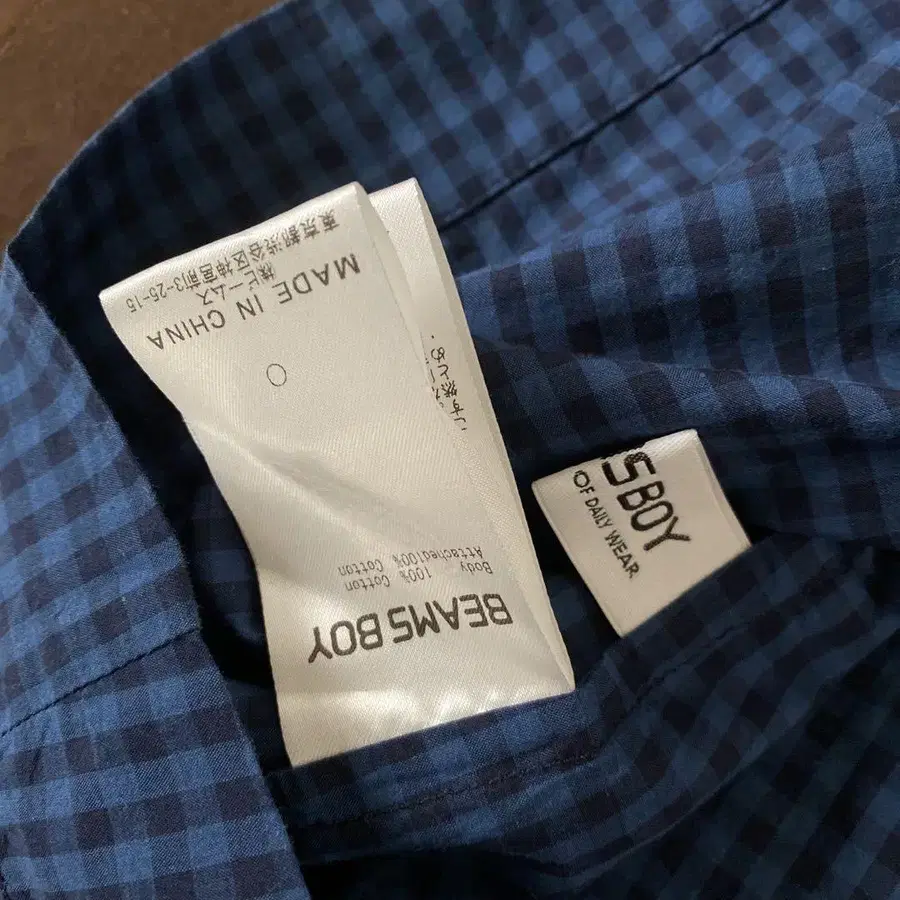 BEAMS BOY
Body 100% Cotton
Attached100% Cotton
MADE IN CHINA
株ビームス
東京都渋谷区神宮前3-25-15
S BOY
OF DAILY WEAR